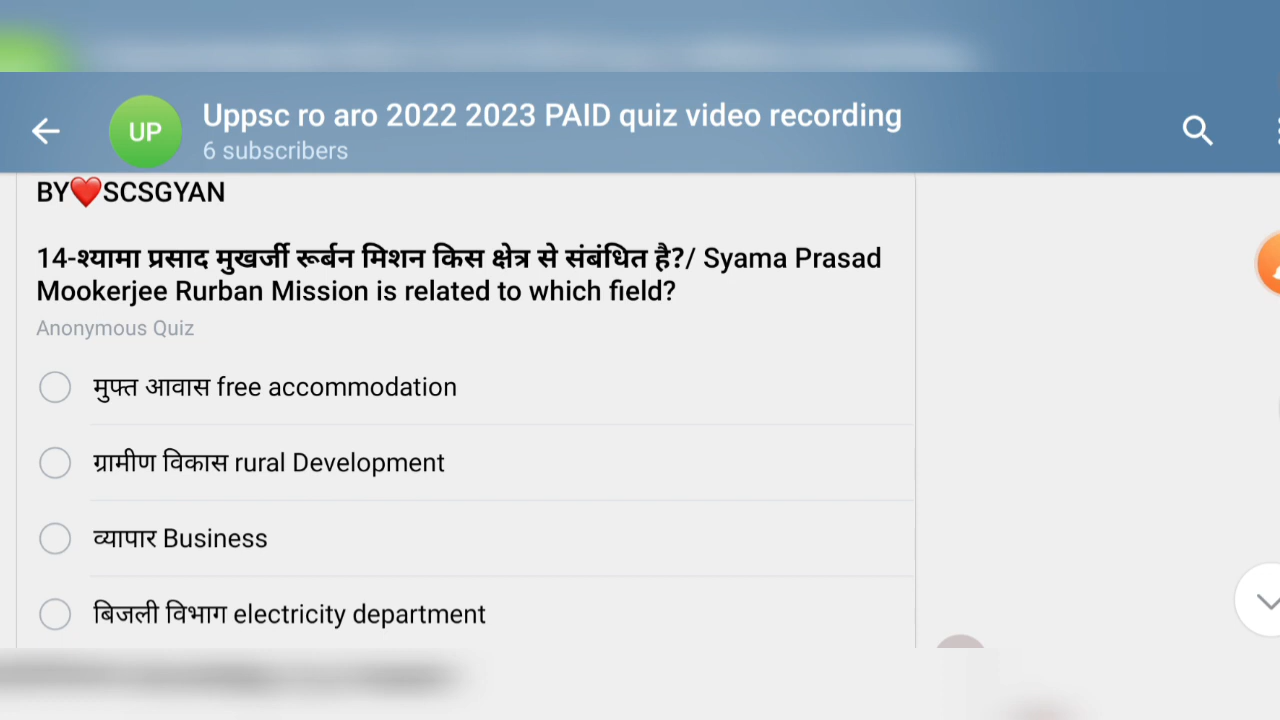 UP
Uppsc ro aro 2022 2023 PAID quiz video recording
6 subscribers
BY❤️SCSGYAN
14-श्यामा प्रसाद मुखर्जी रूर्बन मिशन किस क्षेत्र से संबंधित है?/ Syama Prasad
Mookerjee Rurban Mission is related to which field?
Anonymous Quiz
मुफ्त आवास free accommodation
ग्रामीण विकास rural Development
व्यापार Business
बिजली विभाग electricity department